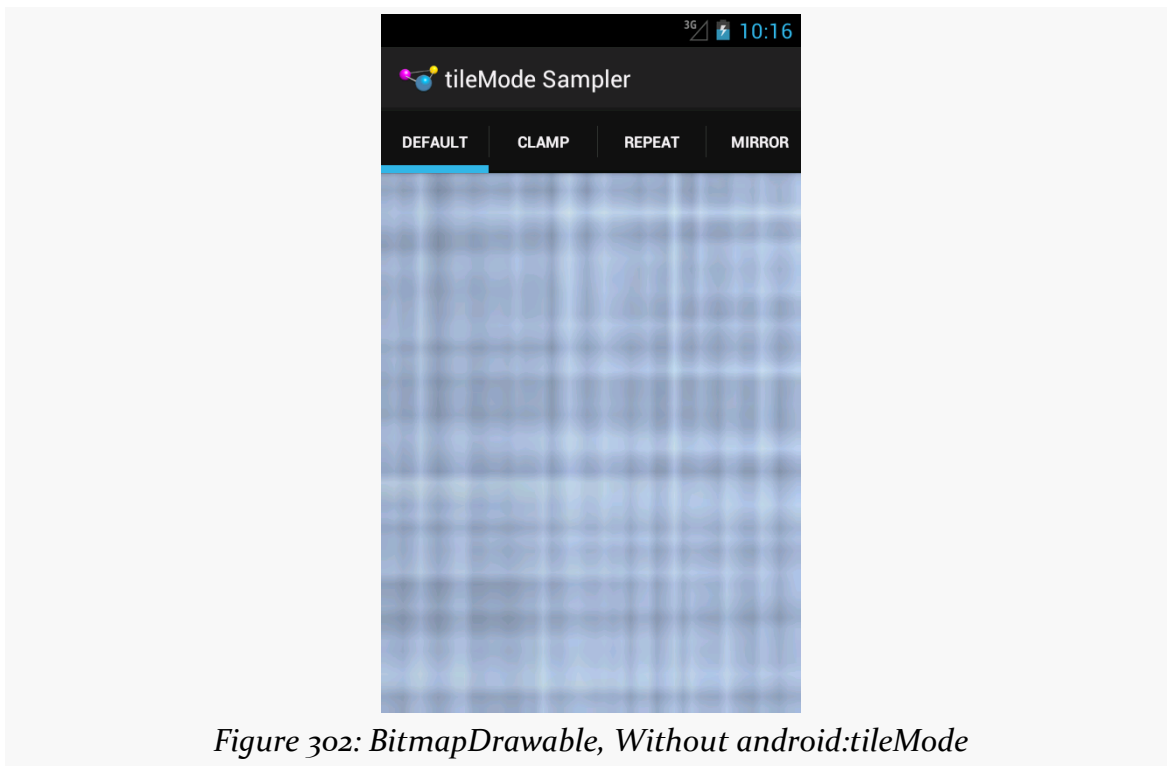 3G 10:16
tileMode Sampler
DEFAULT CLAMP REPEAT MIRROR
Figure 302: BitmapDrawable, Without android:tileMode